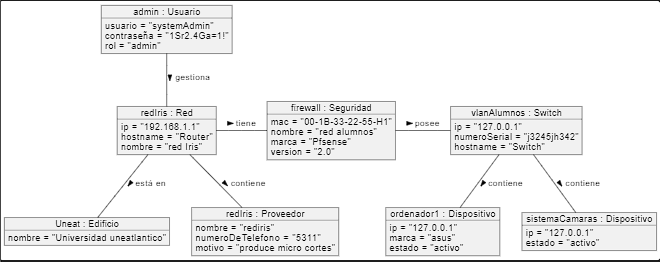 admin : Usuario
usuario = "systemAdmin"
contraseña = "1Sr2.4Ga=1!"
rol = "admin"
gestiona
redIris : Red
ip = "192.168.1.1"
hostname = "Router"
nombre = "red Iris"
tiene
firewall : Seguridad
mac = "00-1B-33-22-55-H1"
nombre = "red alumnos"
marca = "Pfsense"
version = "2.0"
posee
vlanAlumnos : Switch
ip = "127.0.0.1"
numeroSerial = "j3245jh342"
hostname = "Switch"
está en
contiene
contiene
contiene
Uneat : Edificio
nombre = "Universidad uneatlantico"
redIris : Proveedor
nombre = "rediris"
numeroDeTelefono = "5311"
motivo = "produce micro cortes"
ordenador1 : Dispositivo
ip = "127.0.0.1"
marca = "asus"
estado = "activo"
sistemaCamaras : Dispositivo
ip = "127.0.0.1"
estado = "activo"